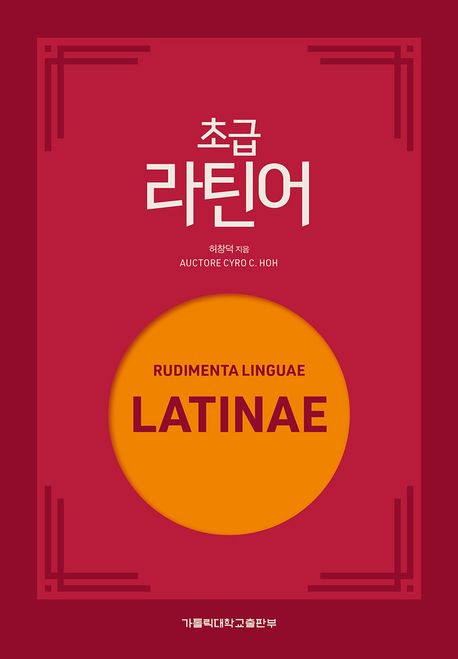 초급
라틴어
허창덕 지음
AUCTORE CYRO C. HOH
RUDIMENTA LINGUAE
LATINAE
가톨릭대학교출판부